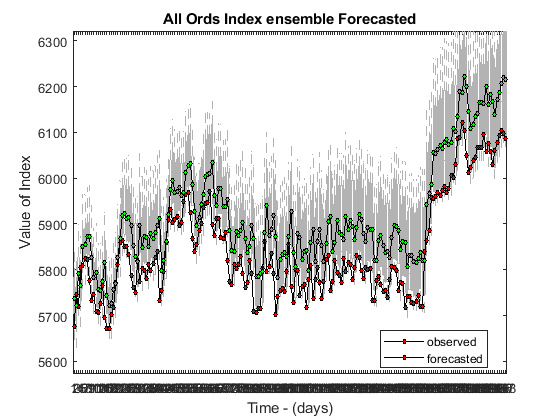 All Ords Index ensemble Forecasted
6300
6200
6100
6000
5900
5800
5700
5600
Value of Index
observed
forecasted
Time - (days)